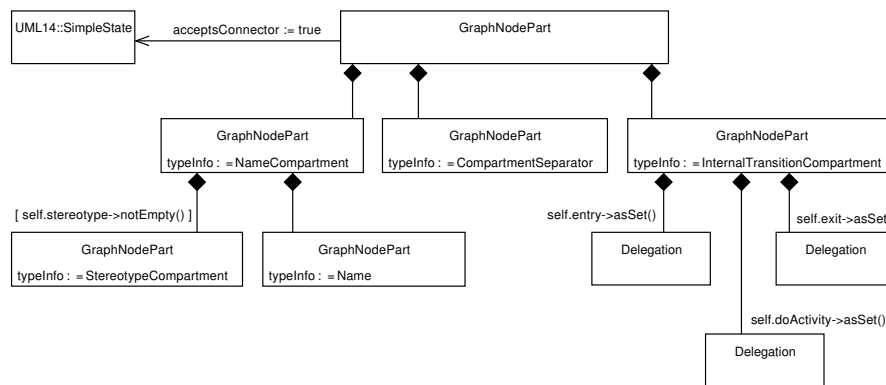 UML14::SimpleState
acceptsConnector := true
GraphNodePart
GraphNodePart
typeInfo : = NameCompartment
GraphNodePart
typeInfo : = CompartmentSeparator
GraphNodePart
typeInfo : = InternalTransitionCompartment
[ self.stereotype->notEmpty() ]
self.entry->asSet()
self.exit->asSet
GraphNodePart
typeInfo : = StereotypeCompartment
GraphNodePart
typeInfo : = Name
Delegation
Delegation
self.doActivity->asSet()
Delegation